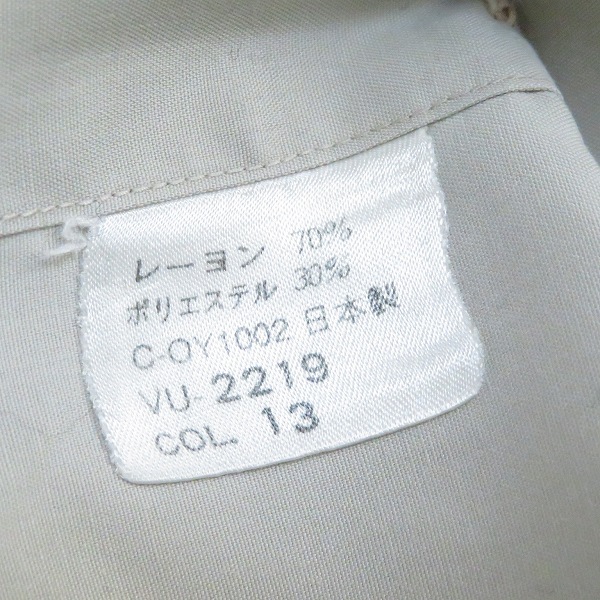 レーヨン 70%
ポリエステル 30%
C-OY1002 日本製
VU-2219
COL. 13